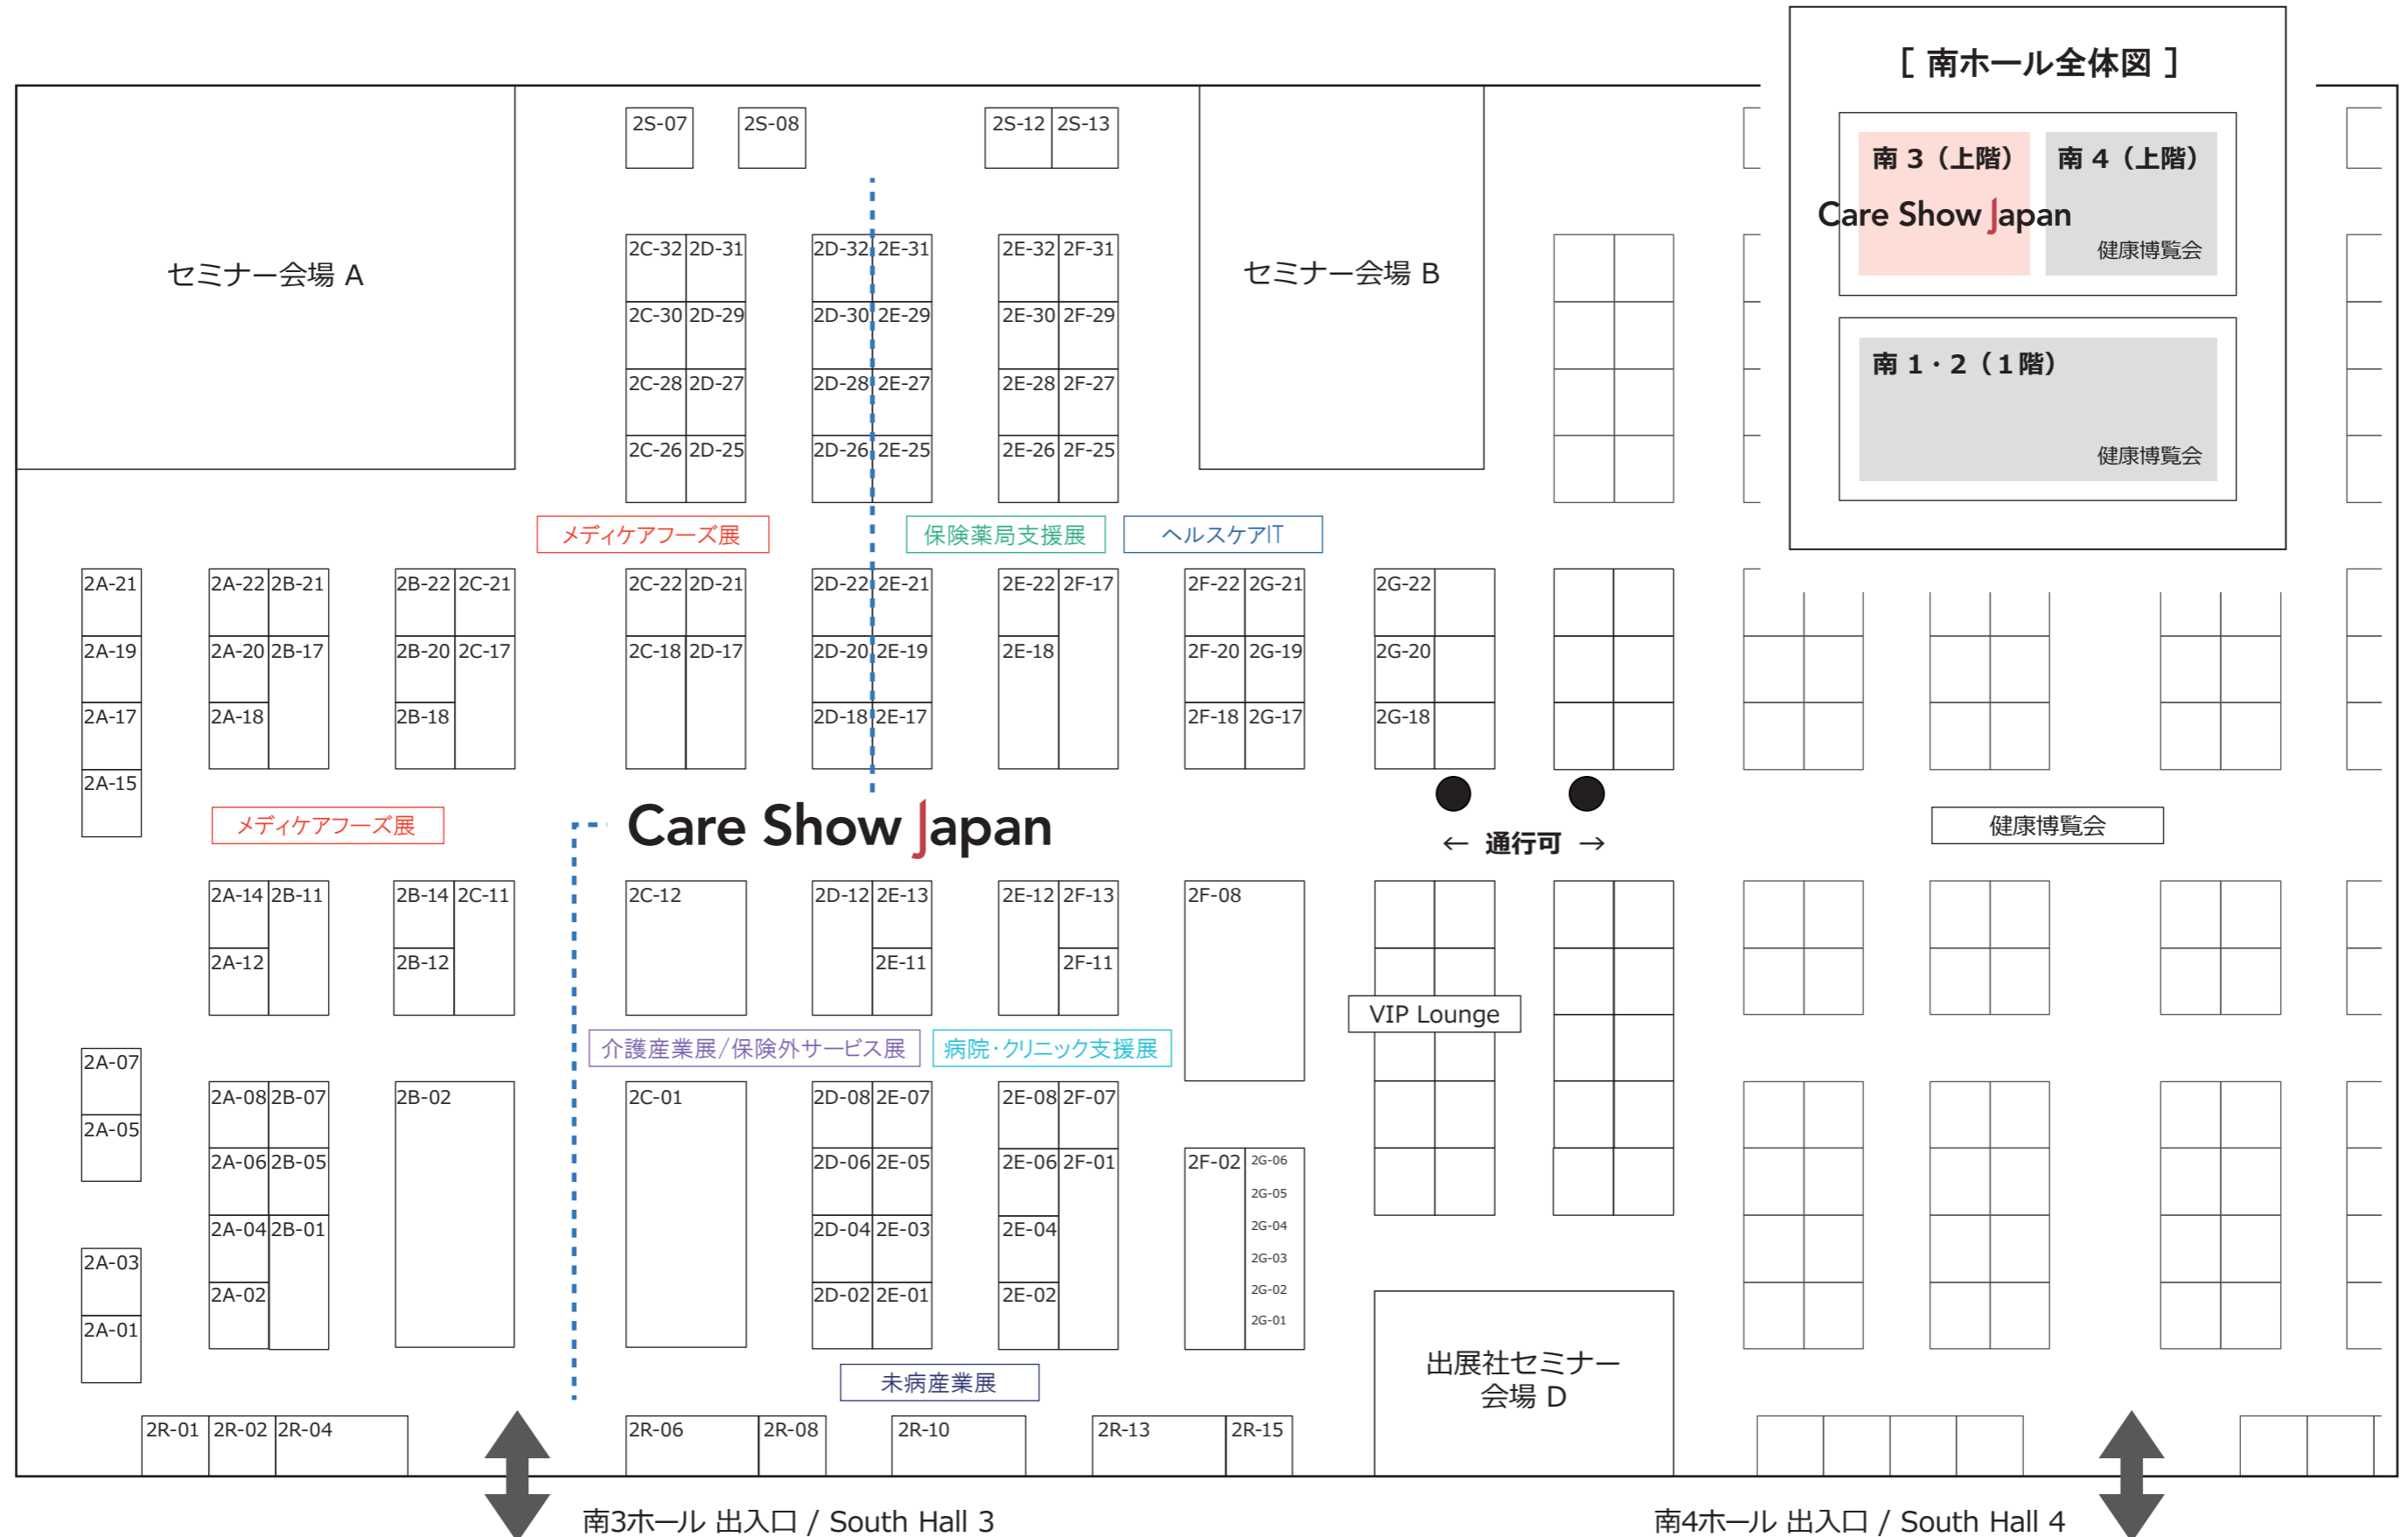 [ 南ホール全体図 ]
南 3（上階）
南 4（上階）
Care Show Japan
健康博覧会
南 1・2（1階）
健康博覧会
2S-07 2S-08 2S-12 2S-13
セミナー会場 A
セミナー会場 B
2C-32 2D-31 2D-32 2E-31 2E-32 2F-31
2C-30 2D-29 2D-30 2E-29 2E-30 2F-29
2C-28 2D-27 2D-28 2E-27 2E-28 2F-27
2C-26 2D-25 2D-26 2E-25 2E-26 2F-25
メディケアフーズ展 保険薬局支援展 ヘルスケアIT
2A-21 2A-22 2B-21 2B-22 2C-21 2C-22 2D-21 2D-22 2E-21 2E-22 2F-17 2F-22 2G-21 2G-22
2A-19 2A-20 2B-17 2B-20 2C-17 2C-18 2D-17 2D-20 2E-19 2E-18 2F-20 2G-19 2G-20
2A-17 2A-18 2B-18 2D-18 2E-17 2F-18 2G-17 2G-18
2A-15
メディケアフーズ展
Care Show Japan
← 通行可 →
健康博覧会
2A-14 2B-11 2B-14 2C-11 2C-12 2D-12 2E-13 2E-12 2F-13 2F-08
2A-12 2B-12 2E-11 2F-11
VIP Lounge
介護産業展/保険外サービス展 病院・クリニック支援展
2A-07
2A-08 2B-07 2B-02 2C-01 2D-08 2E-07 2E-08 2F-07
2A-05
2A-06 2B-05 2D-06 2E-05 2E-06 2F-01 2F-02 2G-06
2G-05
2A-04 2B-01 2D-04 2E-03 2E-04 2G-04
2A-03 2G-03
2A-02 2D-02 2E-01 2E-02 2G-02
2A-01 2G-01
出展社セミナー
会場 D
未病産業展
2R-01 2R-02 2R-04 2R-06 2R-08 2R-10 2R-13 2R-15
南3ホール 出入口 / South Hall 3
南4ホール 出入口 / South Hall 4